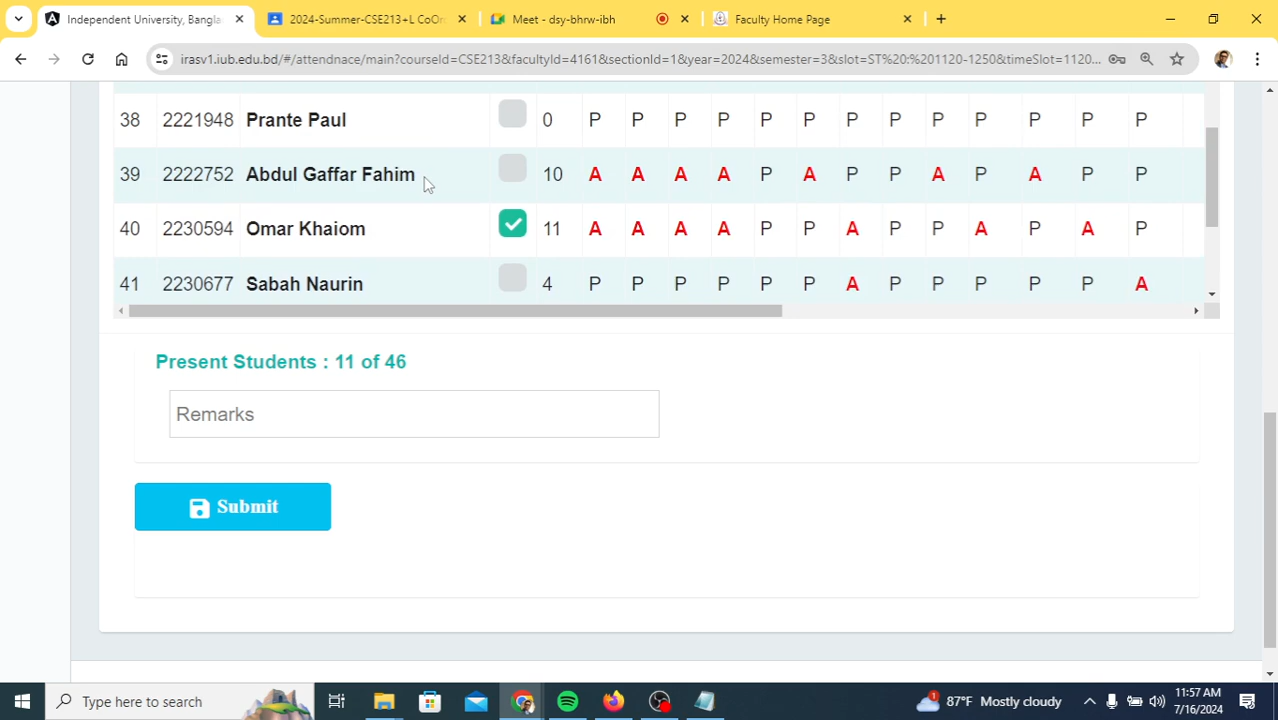 Independent University, Bangla
2024-Summer-CSE213+L CoOr
Meet - dsy-bhrw-ibh
Faculty Home Page
irasv1.iub.edu.bd/#/attendnace/main?courseId=CSE213&fatultyId=4161&sectionId=1&year=2024&semester=3&slot=ST%20:%201120-1250&timeSlot=1120...
38 2221948 Prante Paul 0 P P P P P P P P P P P P P
39 2222752 Abdul Gaffar Fahim 10 A A A A P A P P A P A P P
40 2230594 Omar Khaiom 11 A A A A P P A P P A P A P
41 2230677 Sabah Naurin 4 P P P P P P A P P P P P A
Present Students : 11 of 46
Remarks
Submit
Type here to search
1
87°F Mostly cloudy
11:57 AM
7/16/2024